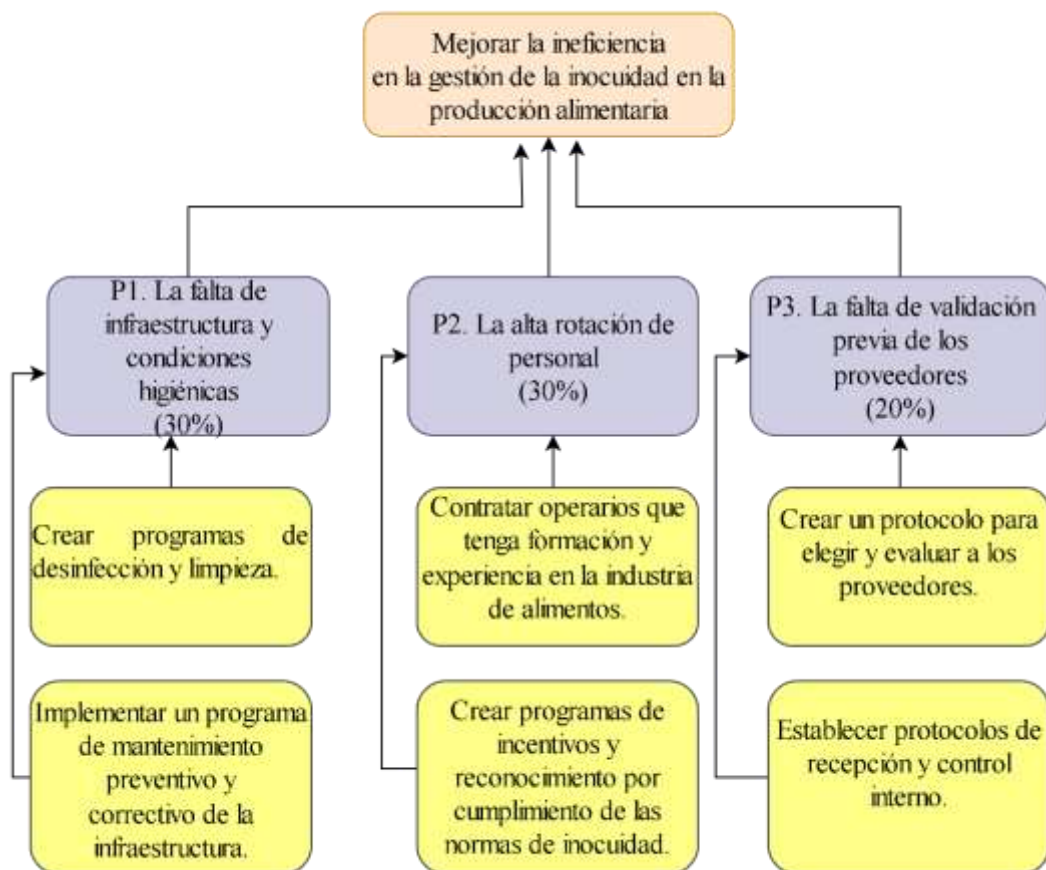 Mejorar la ineficiencia
en la gestión de la inocuidad en la
producción alimentaria
P1. La falta de
infraestructura y
condiciones
higiénicas
(30%)
P2. La alta rotación de
personal
(30%)
P3. La falta de validación
previa de los
proveedores
(20%)
Crear programas de
desinfección y limpieza.
Contratar operarios que
tenga formación y
experiencia en la industria
de alimentos.
Crear un protocolo para
elegir y evaluar a los
proveedores.
Implementar un programa
de mantenimiento
preventivo y
correctivo de la
infraestructura.
Crear programas de
incentivos y
reconocimiento por
cumplimiento de las
normas de inocuidad.
Establecer protocolos de
recepción y control
interno.